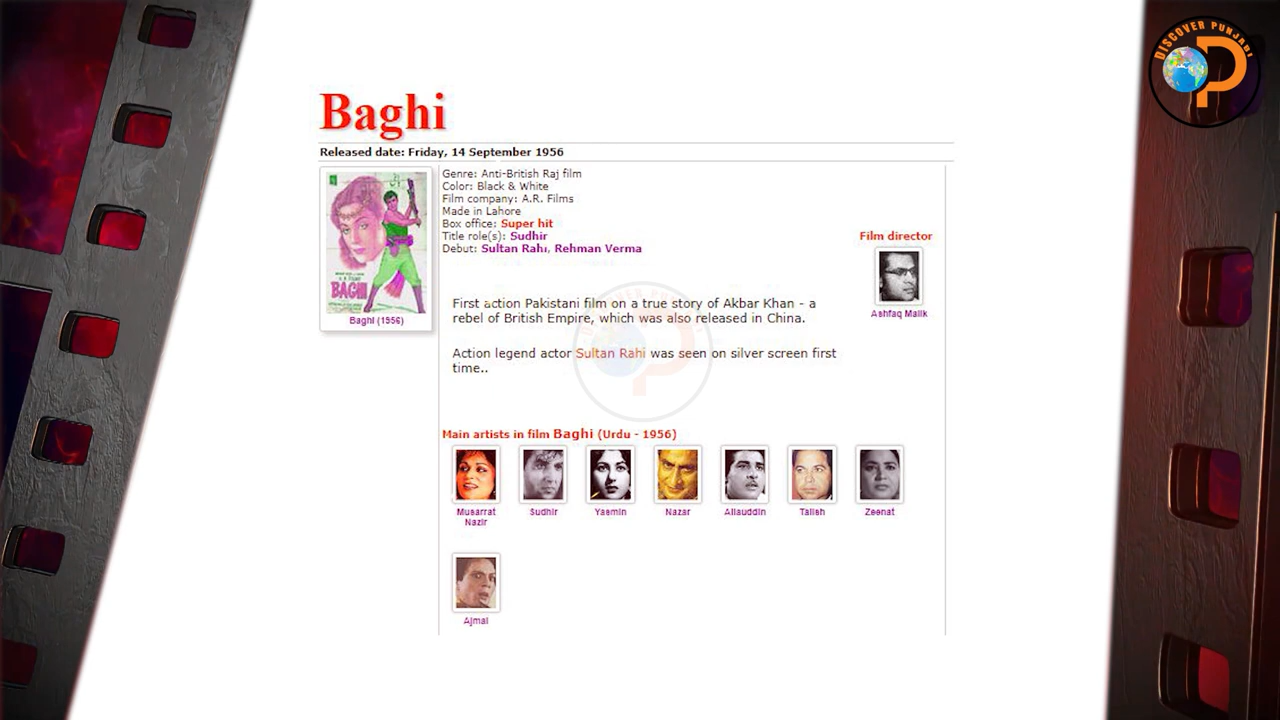 DISCOVER PUNJABI
Baghi
Released date: Friday, 14 September 1956
Genre: Anti-British Raj film
Color: Black & White
Film company: A.R. Films
Made in Lahore
Box office: Super hit
Title role(s): Sudhir
Debut: Sultan Rahi, Rehman Verma
BAGHI
Baghi (1956)
Film director
Ashfaq Malik
First action Pakistani film on a true story of Akbar Khan - a
rebel of British Empire, which was also released in China.
Action legend actor Sultan Rahi was seen on silver screen first
time..
Main artists in film Baghi (Urdu - 1956)
Musarrat
Nazir
Sudhir
Yasmin
Nazar
Allauddin
Talish
Zeenat
Ajmal